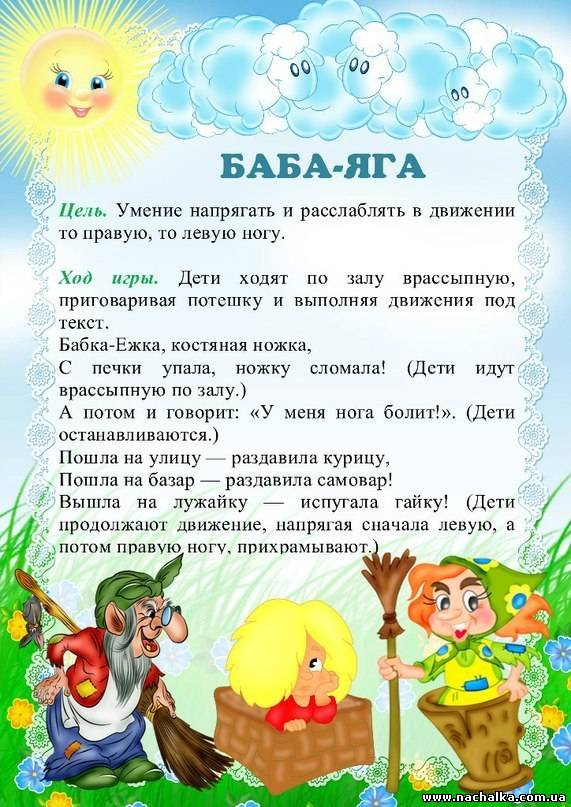 БАБА-ЯГА
Цель. Умение напрягать и расслаблять в движении
то правую, то левую ногу.
Ход игры. Дети ходят по залу врассыпную,
приговаривая потешку и выполняя движения под
текст.
Бабка-Ежка, костяная ножка,
С печки упала, ножку сломала! (Дети идут
врассыпную по залу.)
А потом и говорит: «У меня нога болит!». (Дети
останавливаются.)
Пошла на улицу — раздавила курицу,
Пошла на базар — раздавила самовар!
Вышла на лужайку — испугала гайку! (Дети
продолжают движение, напрягая сначала левую, а
потом правую ногу, прихрамывают.)
www.nachalka.com.ua